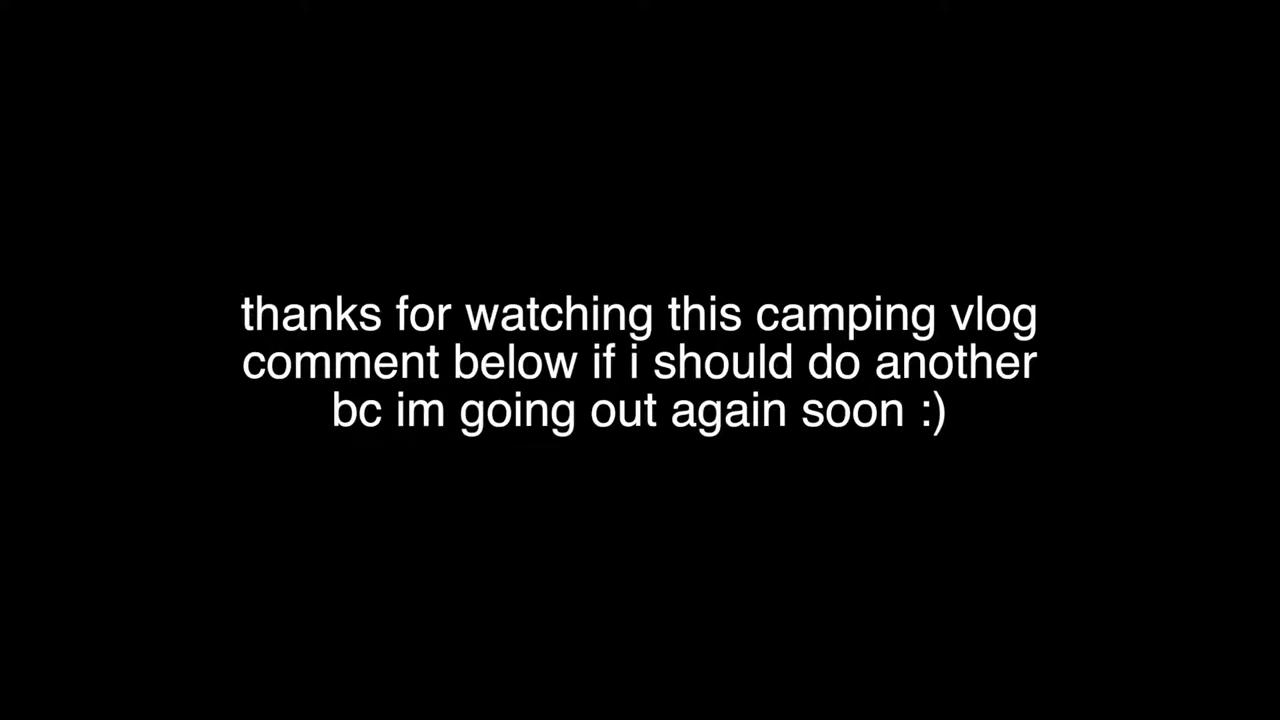 thanks for watching this camping vlog
comment below if i should do another
bc im going out again soon :)